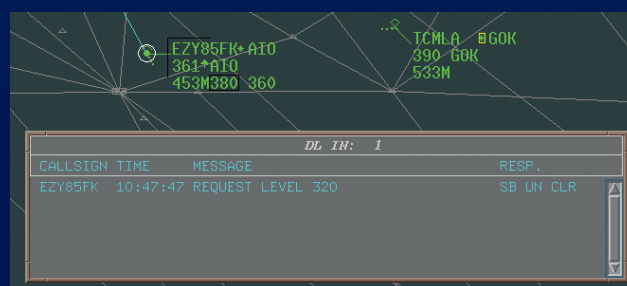 EZY85FK* AIO
361↑AIO
453M380 360
TCMLA GOK
390 GOK
533M
DL IN: 1
CALLSIGN TIME MESSAGE RESP.
EZY85FK 10:47:47 REQUEST LEVEL 320 SB UN CLR